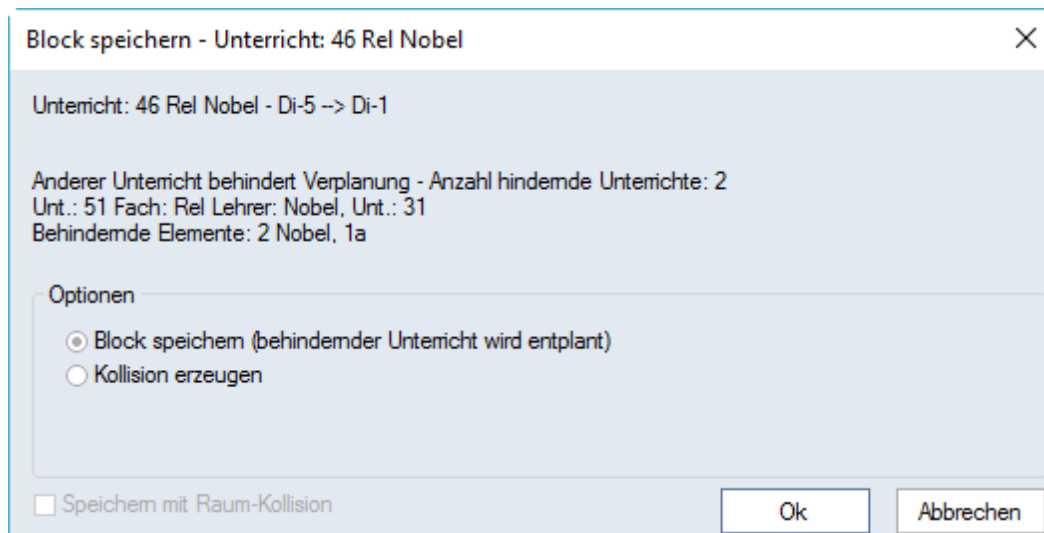 Block speichern - Unterricht: 46 Rel Nobel
Unterricht: 46 Rel Nobel - Di-5 --> Di-1
Anderer Unterricht behindert Verplanung - Anzahl hindernde Unterrichte: 2
Unt.: 51 Fach: Rel Lehrer: Nobel, Unt.: 31
Behindernde Elemente: 2 Nobel, 1a
Optionen
Block speichern (behindernder Unterricht wird entplant)
Kollision erzeugen
Speichern mit Raum-Kollision
Ok
Abbrechen